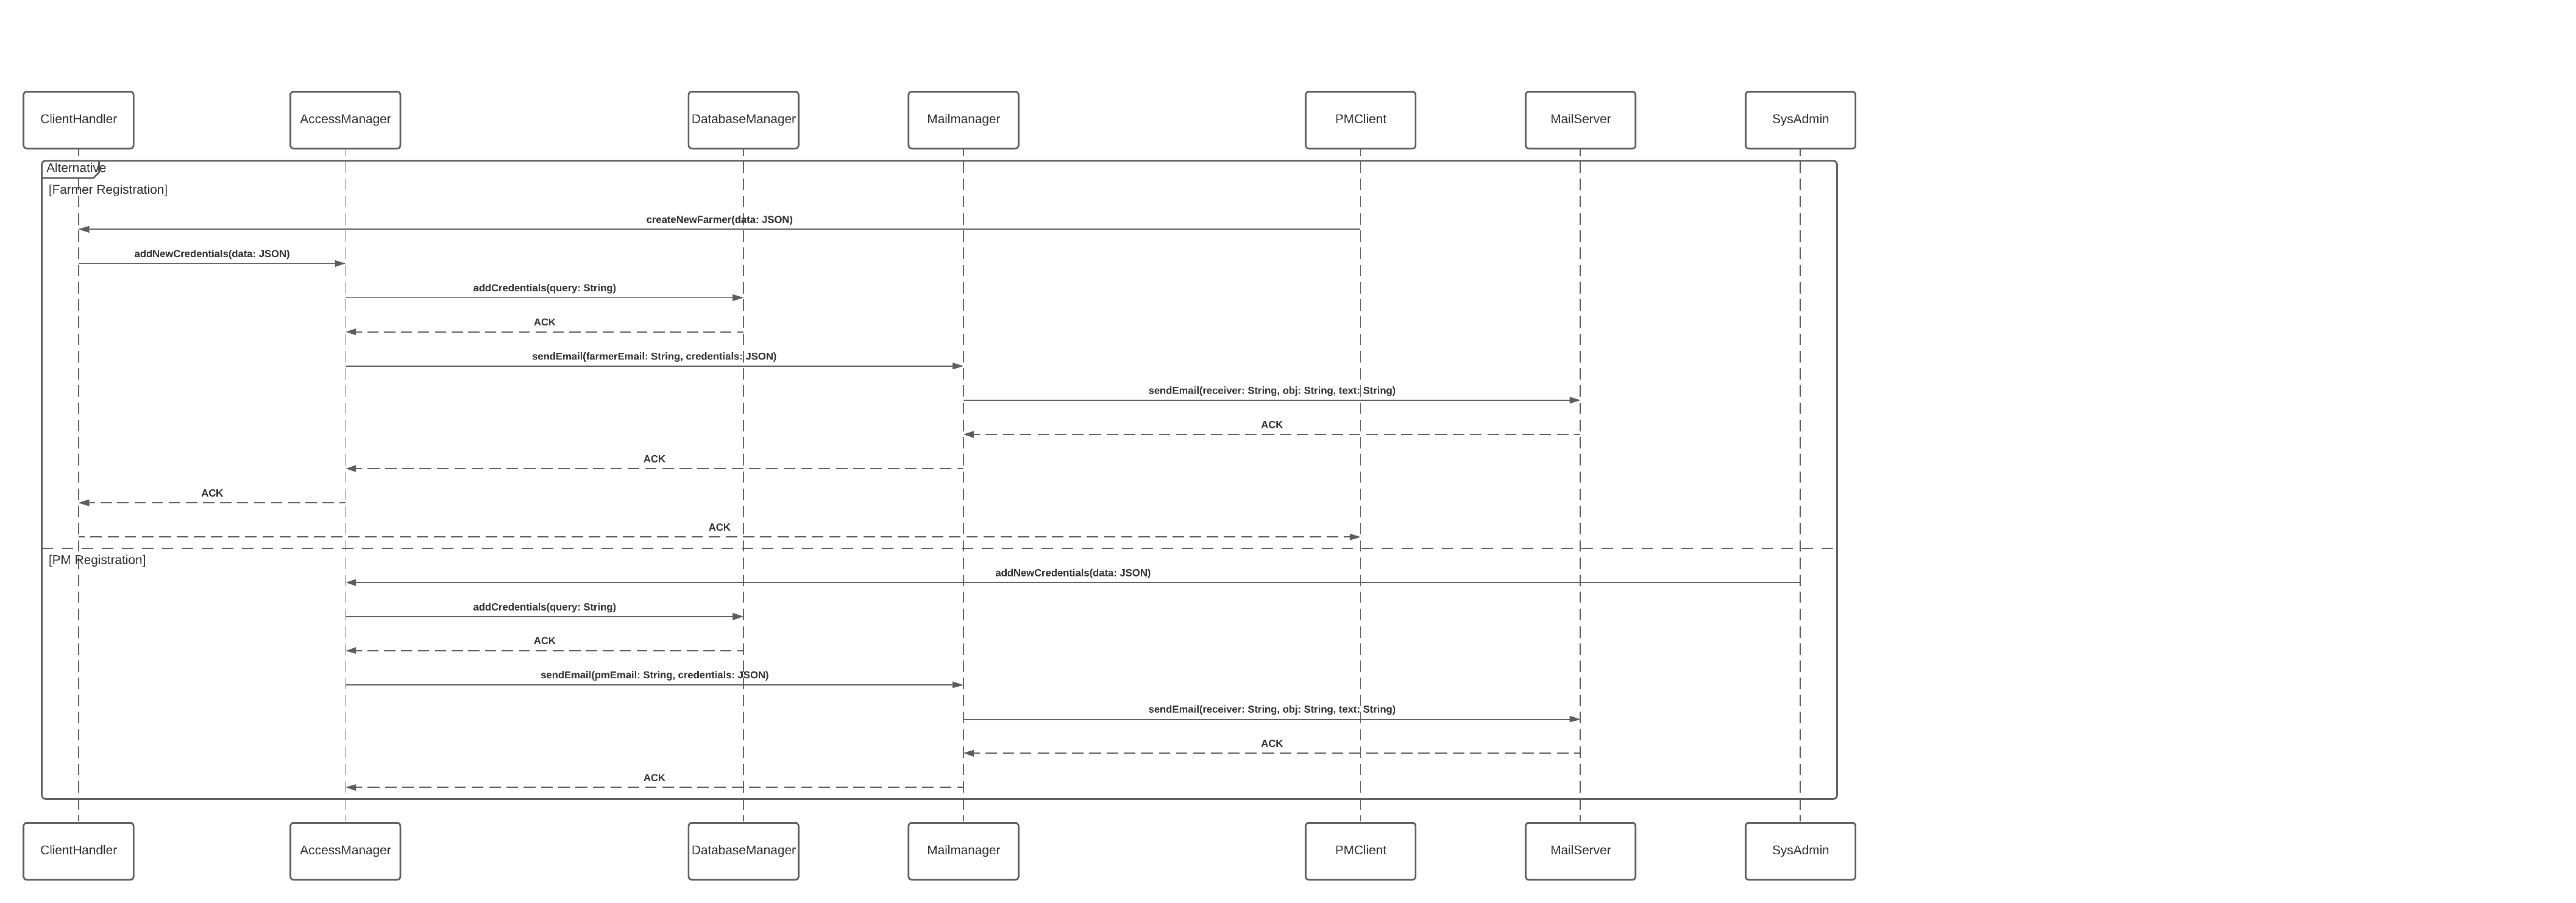 ClientHandler
AccessManager
DatabaseManager
Mailmanager
PMClient
MailServer
SysAdmin
Alternative
[Farmer Registration]
createNewFarmer(data: JSON)
addNewCredentials(data: JSON)
addCredentials(query: String)
ACK
sendEmail(farmerEmail: String, credentials: JSON)
sendEmail(receiver: String, obj: String, text: String)
ACK
ACK
ACK
ACK
[PM Registration]
addNewCredentials(data: JSON)
addCredentials(query: String)
ACK
sendEmail(pmEmail: String, credentials: JSON)
sendEmail(receiver: String, obj: String, text: String)
ACK
ACK
ClientHandler
AccessManager
DatabaseManager
Mailmanager
PMClient
MailServer
SysAdmin